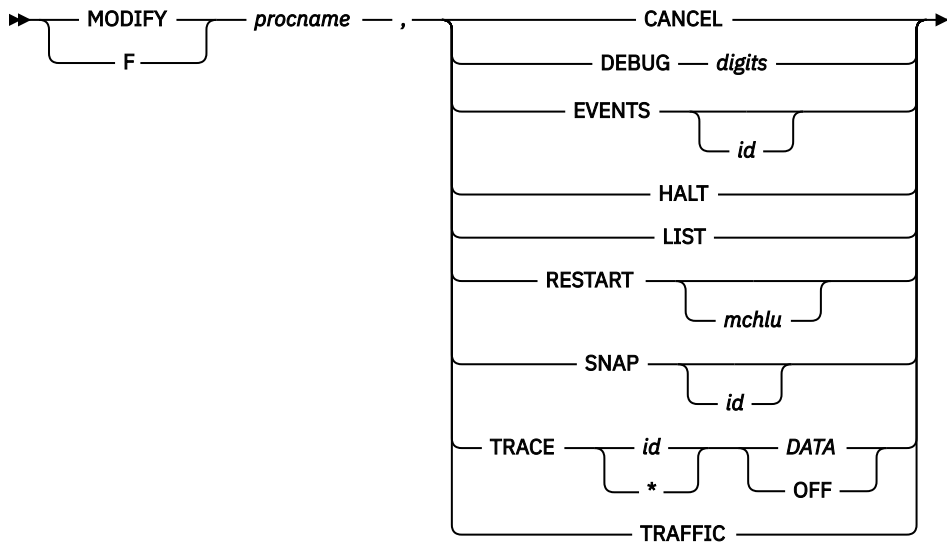 MODIFY procname , CANCEL
F DEBUG digits
EVENTS
id
HALT
LIST
RESTART
mchlu
SNAP
id
TRACE id DATA
* OFF
TRAFFIC